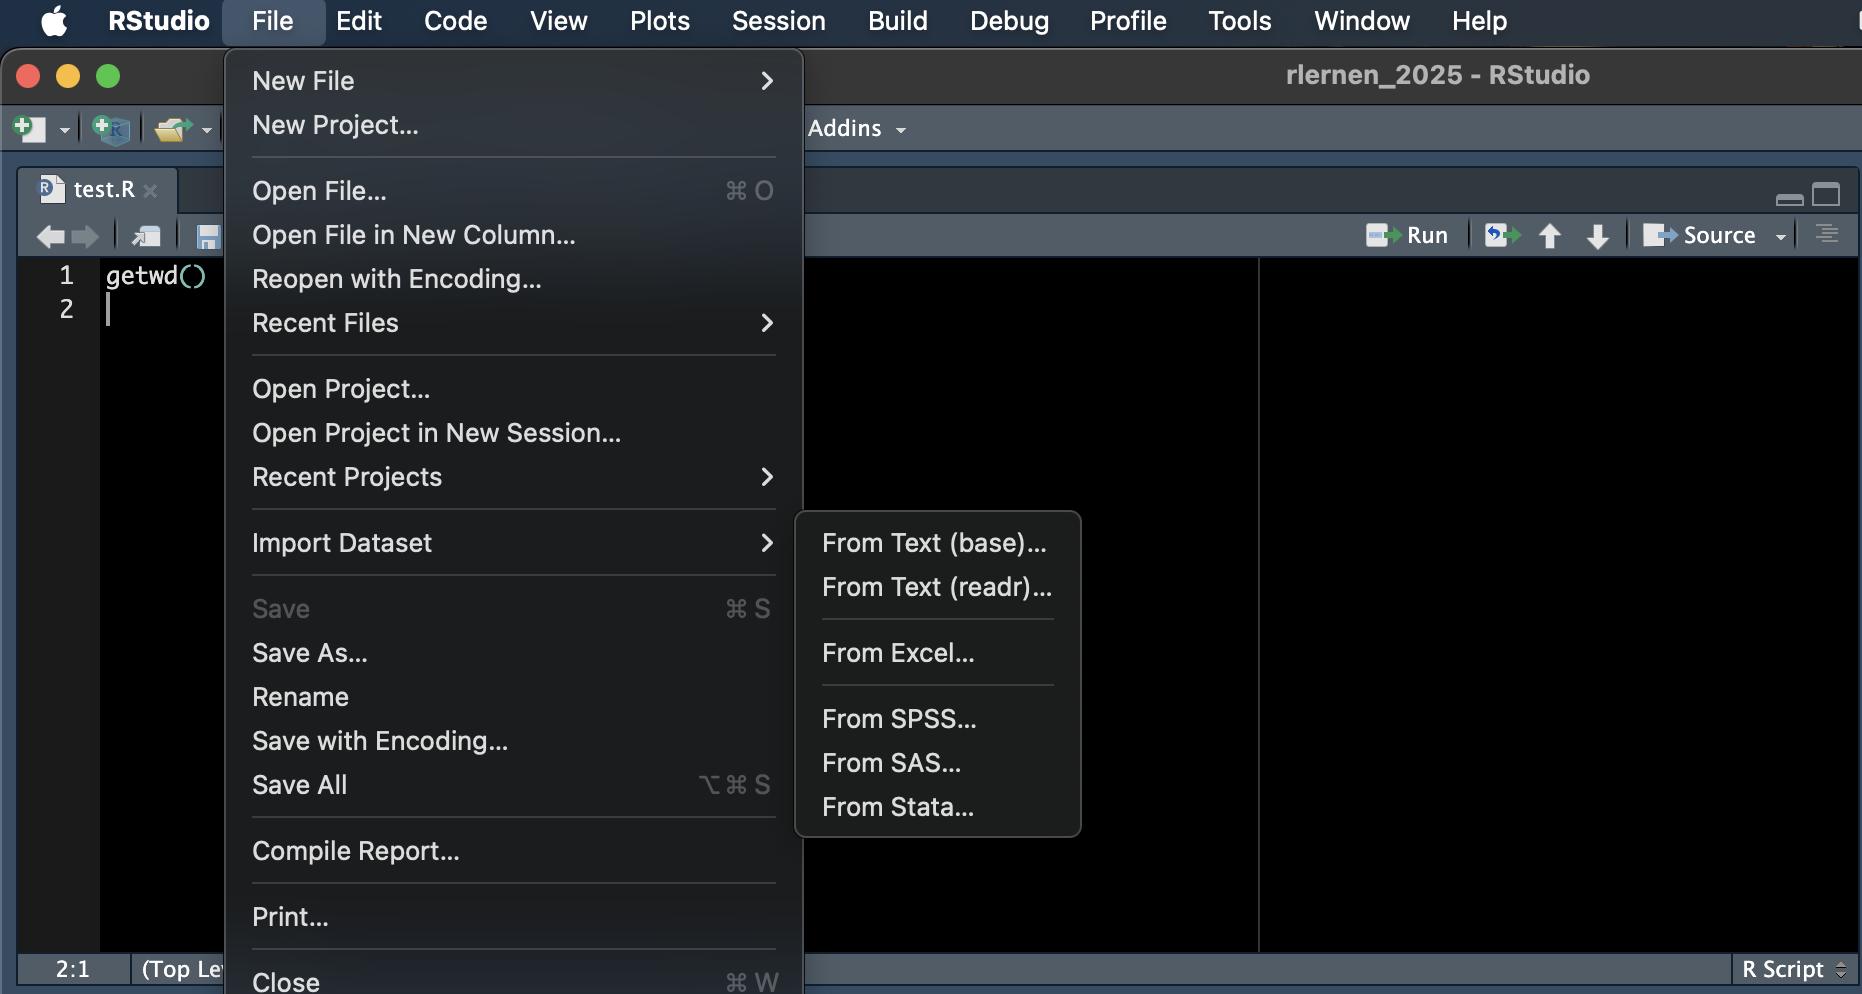 RStudio File Edit Code View Plots Session Build Debug Profile Tools Window Help
rlernen_2025 - RStudio
Addins
test.R
Run Source
1 getwd()
2
New File
New Project...
Open File... ⌘ O
Open File in New Column...
Reopen with Encoding...
Recent Files
Open Project...
Open Project in New Session...
Recent Projects
Import Dataset
Save ⌘ S
Save As...
Rename
Save with Encoding...
Save All ⌥⌘ S
Compile Report...
Print...
Close ⌘ W
From Text (base)...
From Text (readr)...
From Excel...
From SPSS...
From SAS...
From Stata...
2:1 (Top Le
R Script